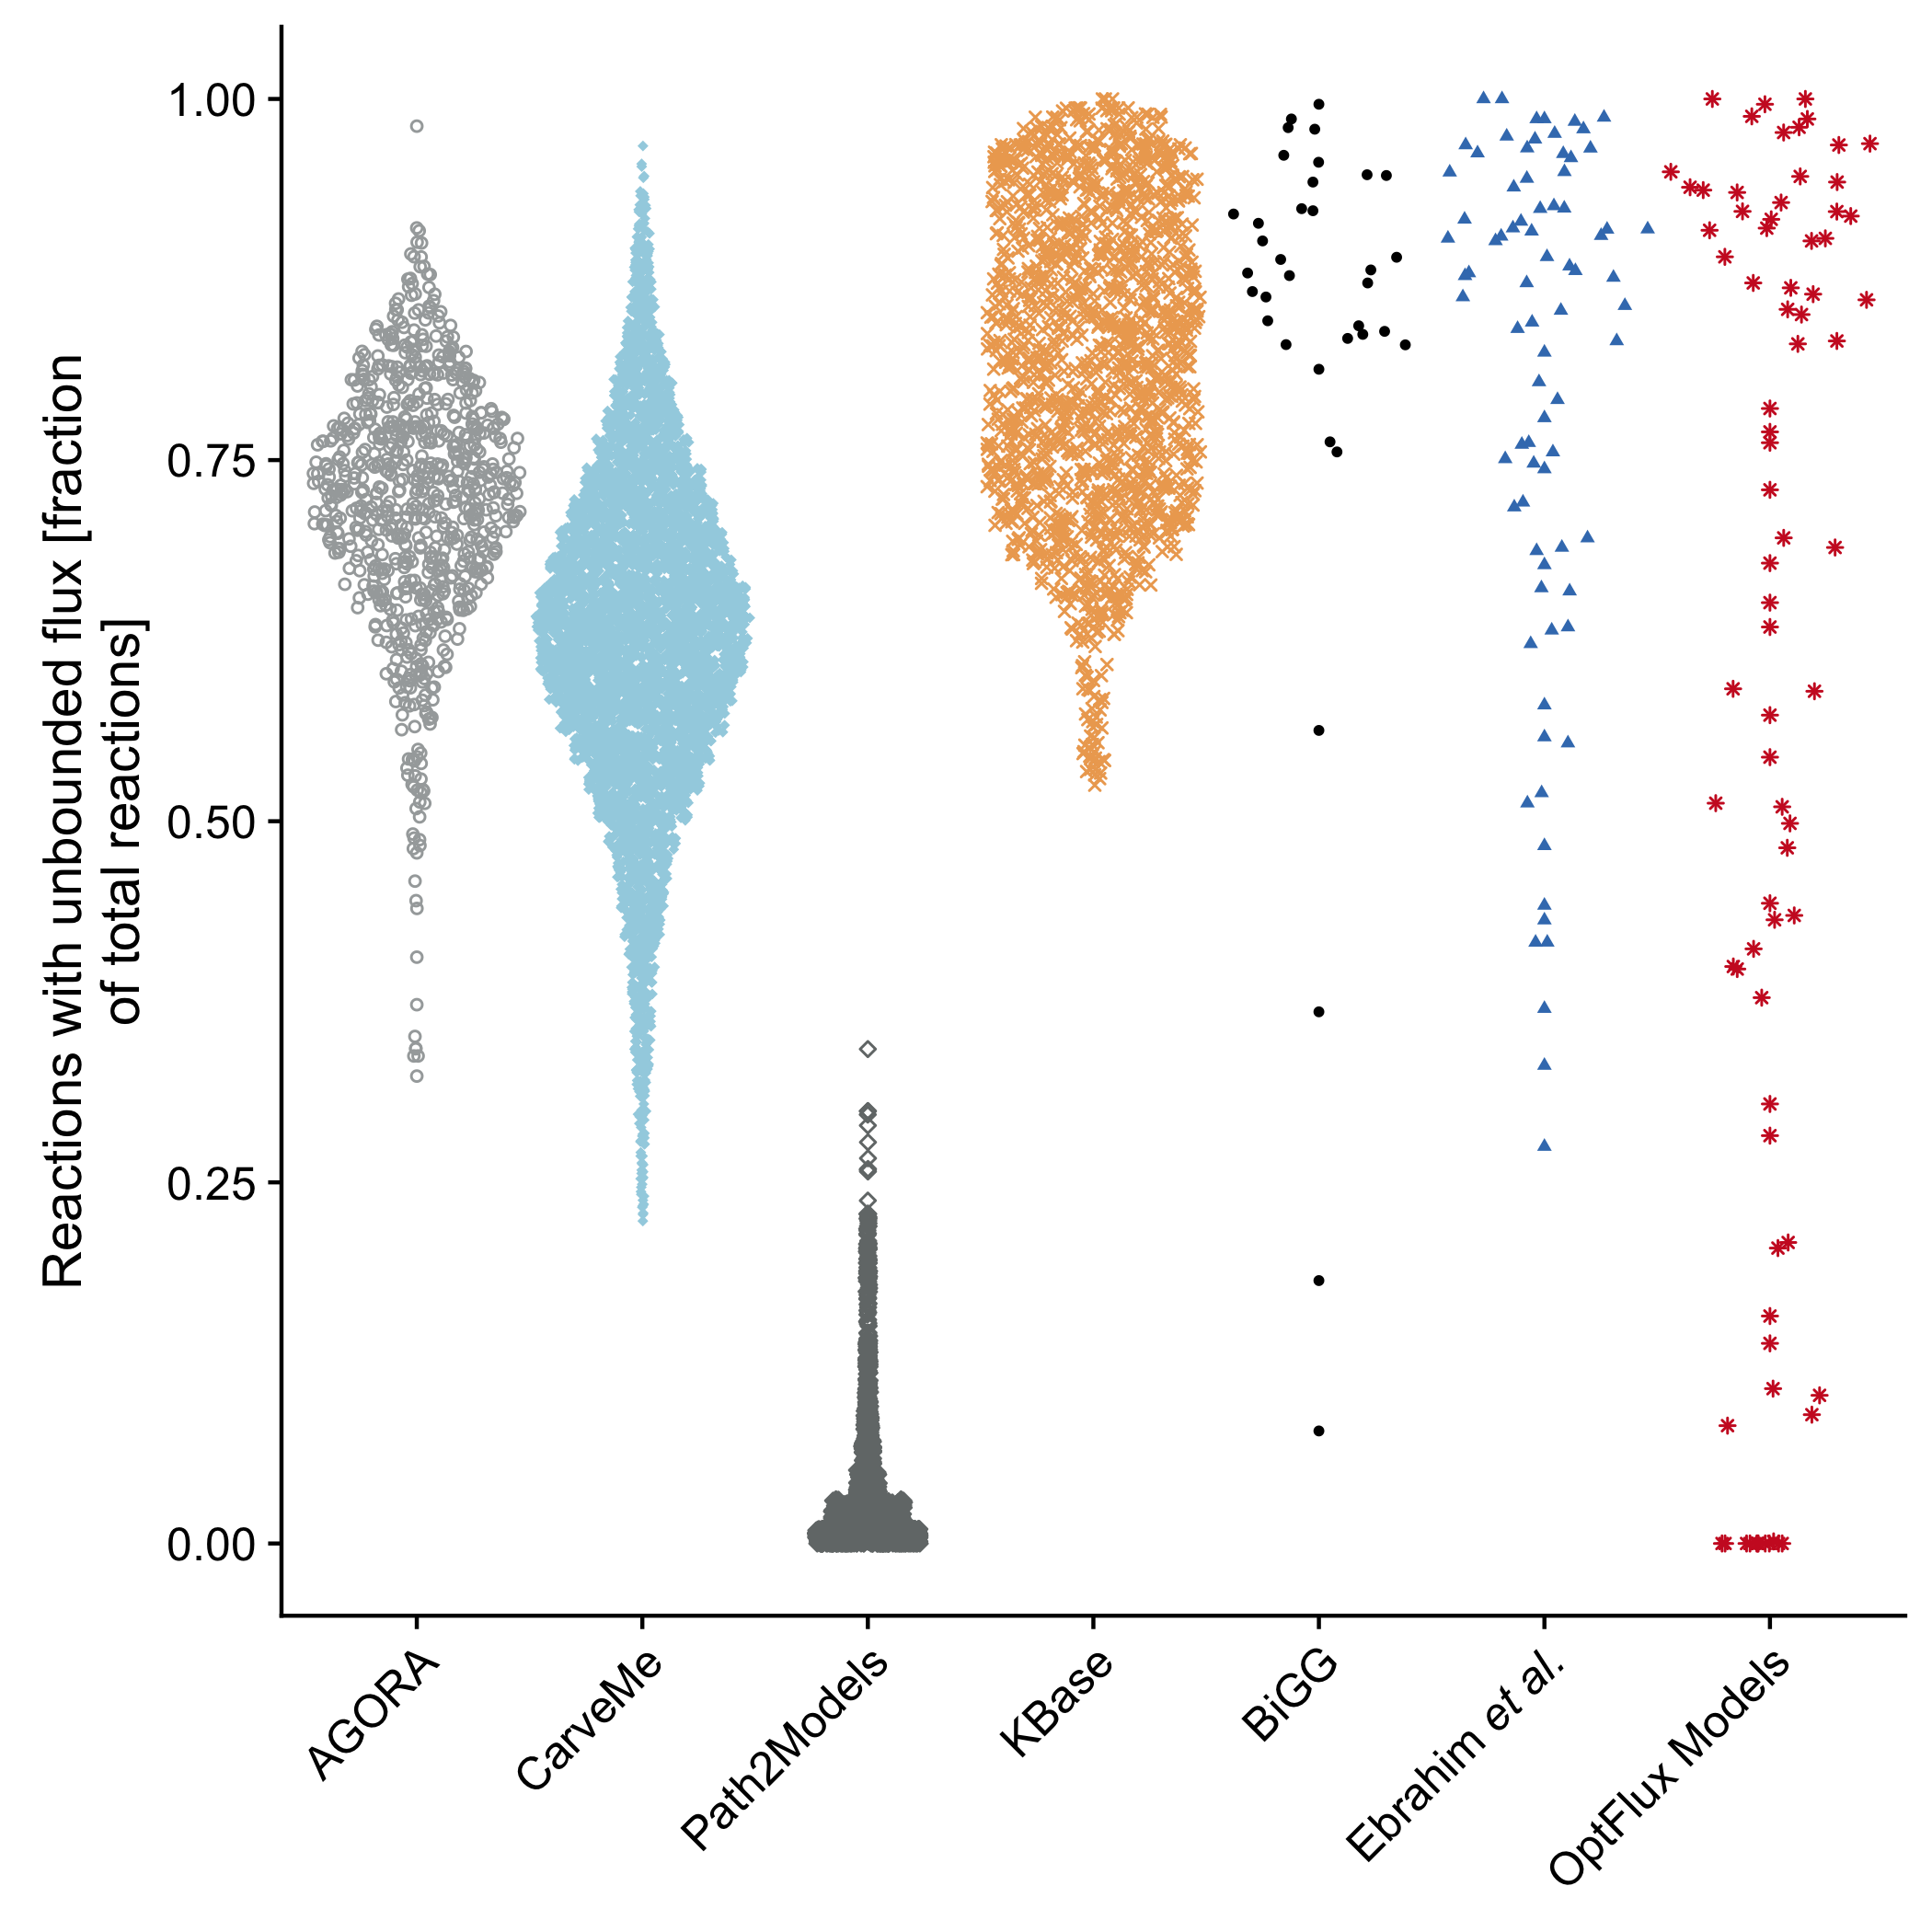 Reactions with unbounded flux [fraction
of total reactions]
1.00
0.75
0.50
0.25
0.00
AGORA
CarveMe
Path2Models
KBase
BiGG
Ebrahim et al.
OptFlux Models